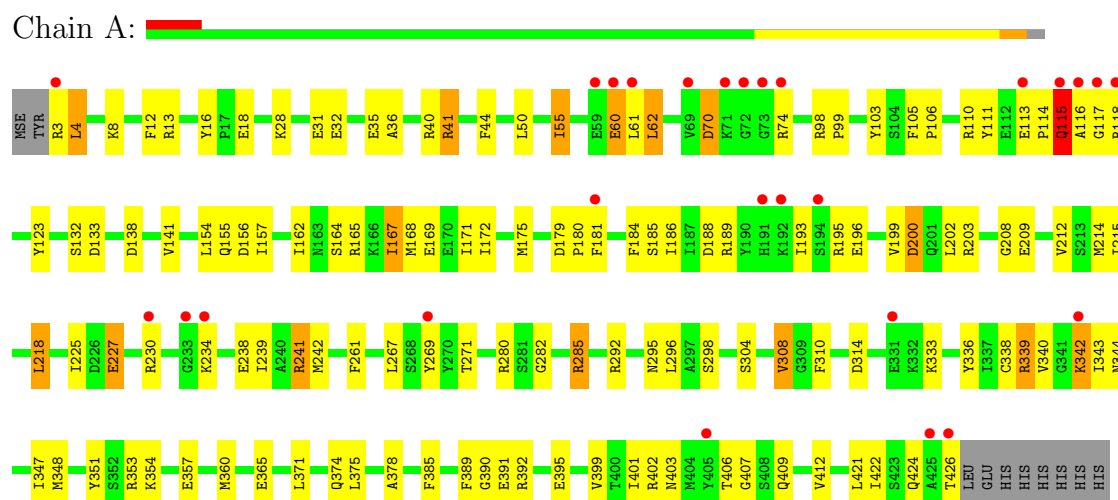 Chain A:
MSE TYR R3 L4 K8 F12 R13 Y16 P17 E18 K28 E31 E32 E35 A36 R40 R41 F44 L50 I55 E59 E60 L61 L62 V69 D70 K71 G72 G73 R74 R98 P99 Y103 S104 F105 P106 R110 Y111 E112 E113 P114 Q115 A116 G117
Y123 S132 D133 D138 V141 L154 Q155 D156 I157 I162 N163 S164 R165 K166 I167 M168 E169 E170 I171 I172 M175 D179 P180 F181 F184 S185 I186 I187 D188 R189 Y190 H191 K192 I193 S194 R195 E196 V199 D200 Q201 L202 R203 G208 E209 V212 S213 M214
L218 I225 D226 E227 R230 G233 K234 E238 I239 A240 R241 M242 F261 L267 S268 Y269 Y270 T271 R280 S281 G282 R285 R292 N295 L296 A297 S298 S304 V308 G309 F310 D314 E331 K332 K333 Y336 I337 C338 R339 V340 G341 K342 I343 N344
I347 M348 Y351 S352 R353 K354 E357 M360 E365 L371 Q374 L375 A378 F385 F389 G390 E391 R392 E395 V399 T400 I401 R402 N403 M404 Y405 T406 G407 S408 Q409 V412 L421 I422 S423 Q424 A425 T426 LEU GLU HIS HIS HIS HIS HIS HIS